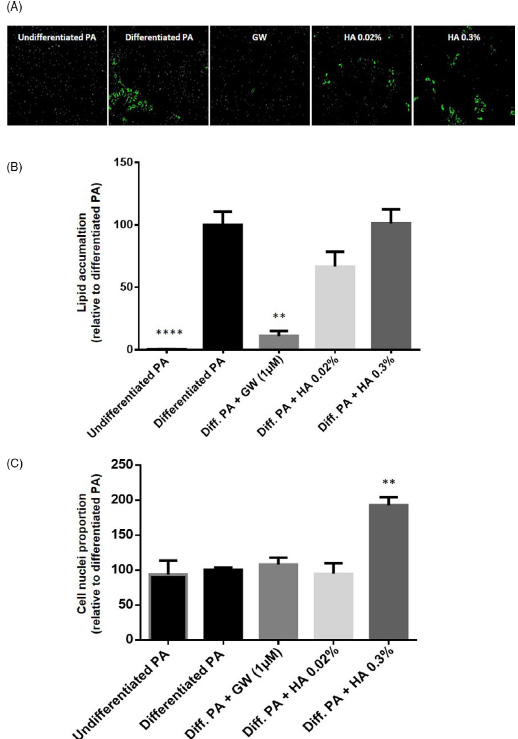 (A)
Undifferentiated PA Differentiated PA GW HA 0.02% HA 0.3%
(B)
Lipid accumaltion
(relative to differentiated PA)
150
100
50
0
****
**
Undifferentiated PA
Differentiated PA
Diff. PA + GW (1µM)
Diff. PA + HA 0.02%
Diff. PA + HA 0.3%
(C)
Cell nuclei proportion
(relative to differentiated PA)
250
200
150
100
50
0
**
Undifferentiated PA
Differentiated PA
Diff. PA + GW (1µM)
Diff. PA + HA 0.02%
Diff. PA + HA 0.3%